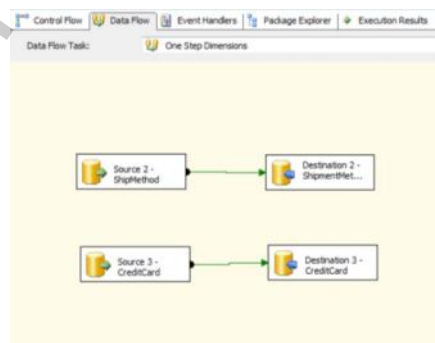 Control Flow
Data Flow
Event Handlers
Package Explorer
Execution Results
Data Flow Task:
One Step Dimensions
Source 2 -
ShipMethod
Destination 2 -
ShipmentMet...
Source 3 -
CreditCard
Destination 3 -
CreditCard